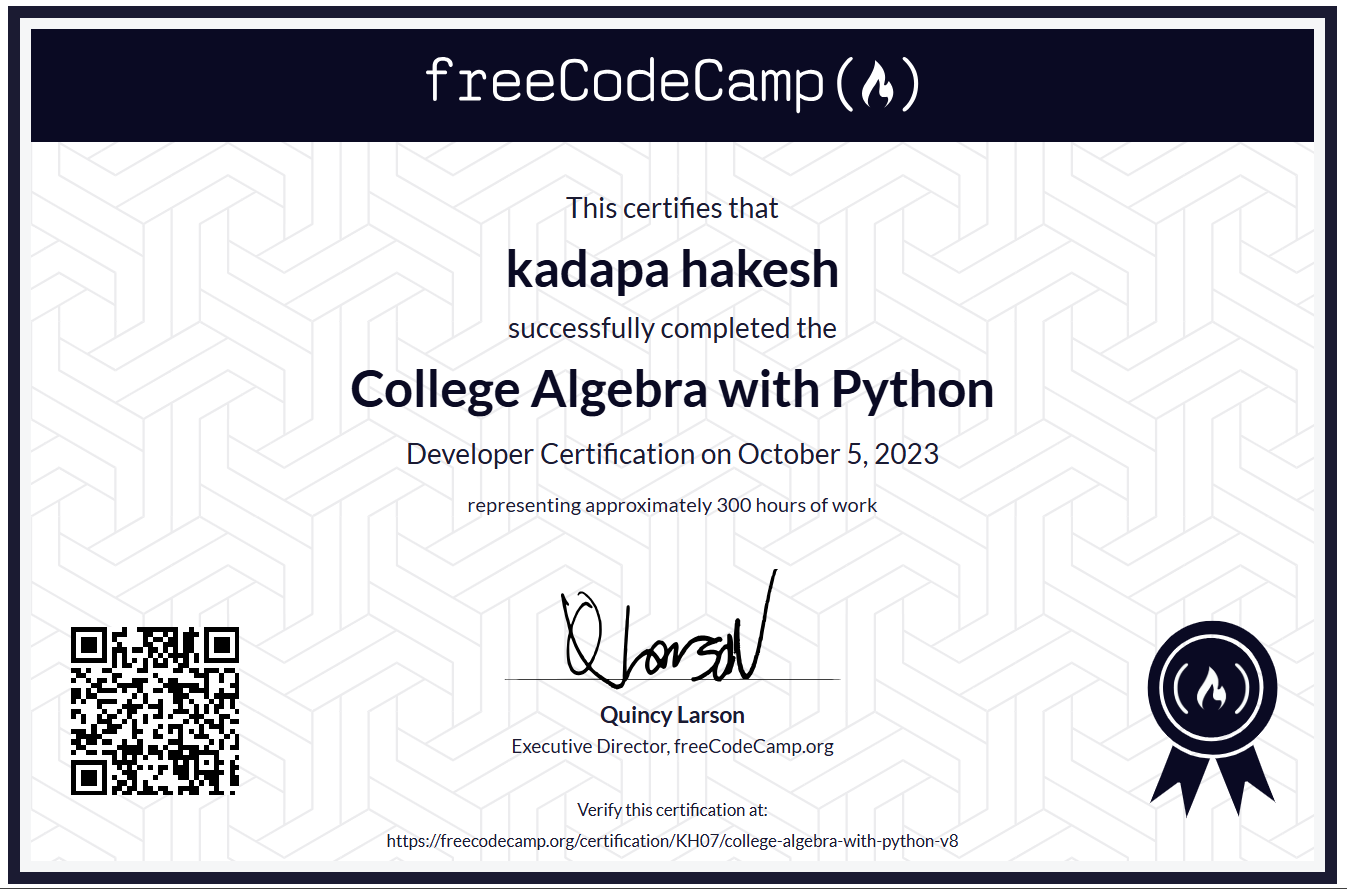 freeCodeCamp
This certifies that
kadapa hakesh
successfully completed the
College Algebra with Python
Developer Certification on October 5, 2023
representing approximately 300 hours of work
Q Larson
Quincy Larson
Executive Director, freeCodeCamp.org
Verify this certification at:
https://freecodecamp.org/certification/KH07/college-algebra-with-python-v8